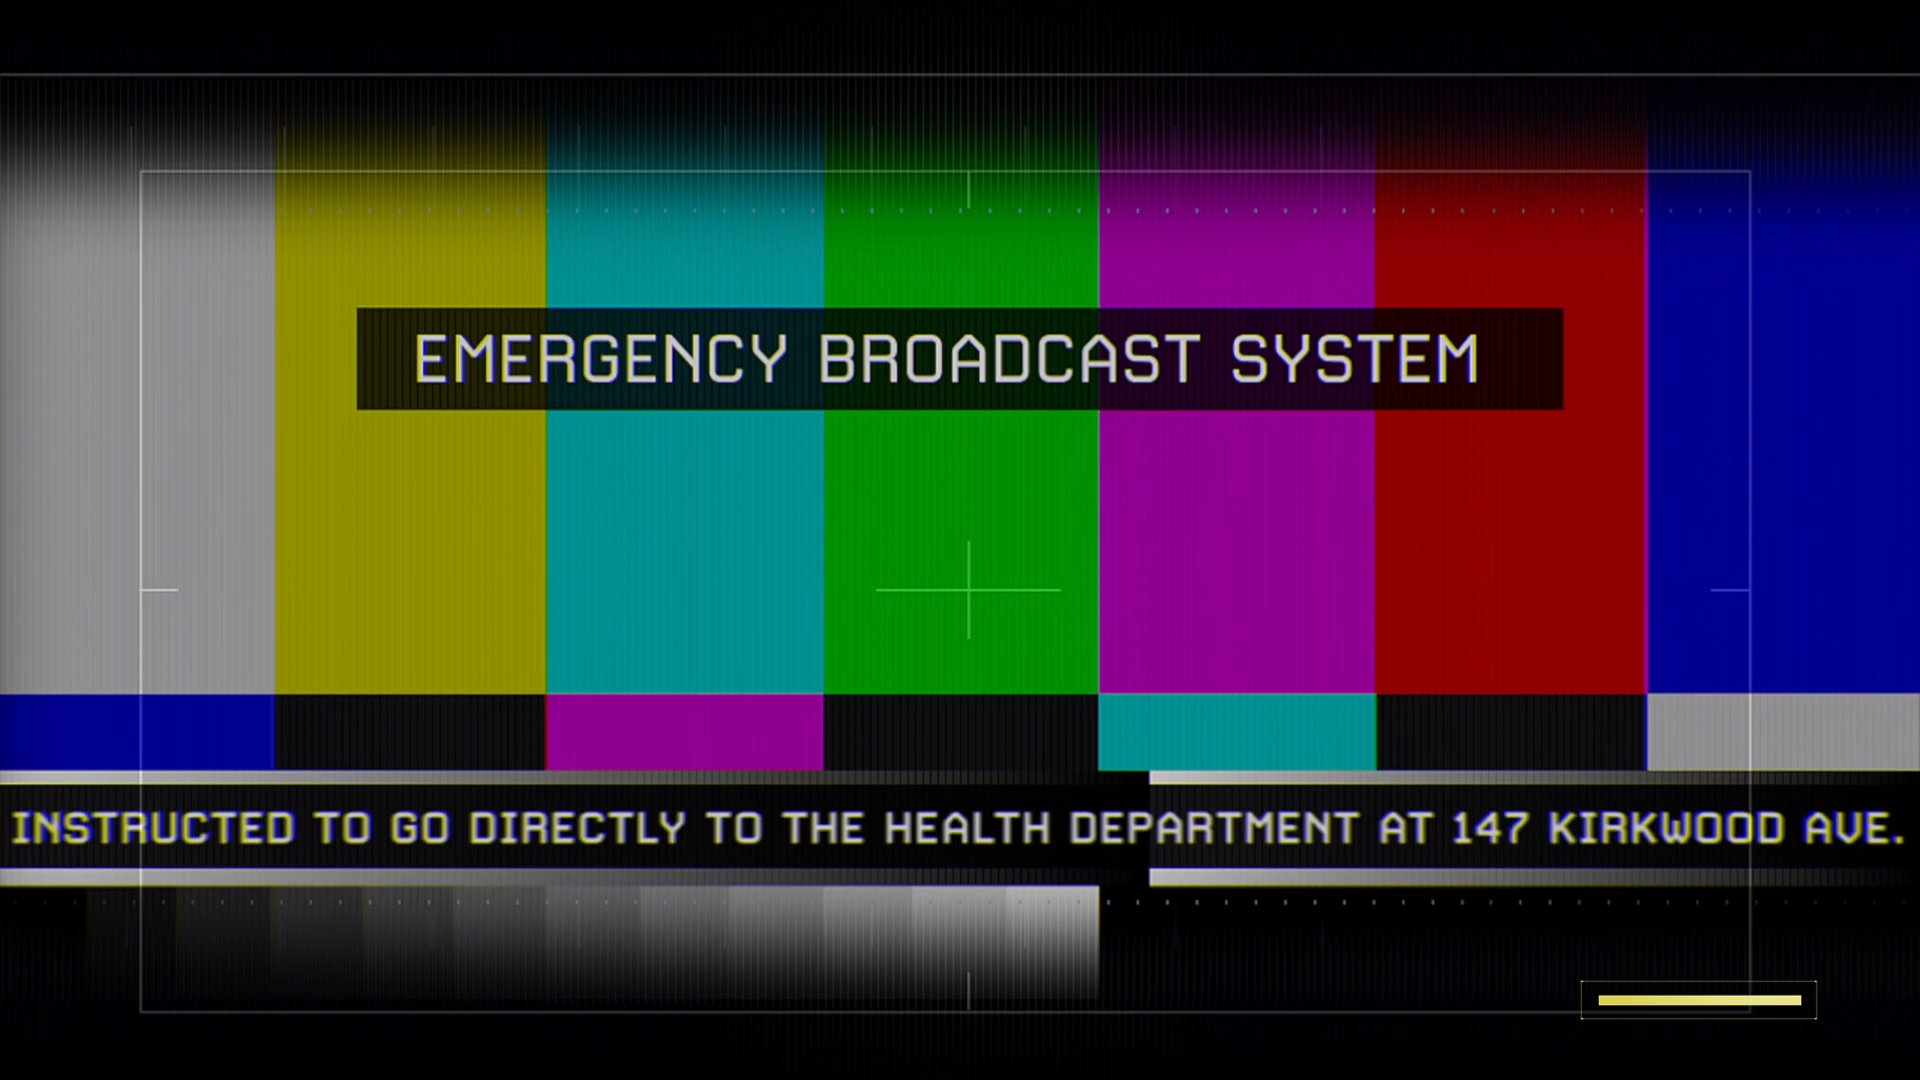 EMERGENCY BROADCAST SYSTEM
INSTRUCTED TO GO DIRECTLY TO THE HEALTH DEPARTMENT AT 147 KIRKWOOD AVE.